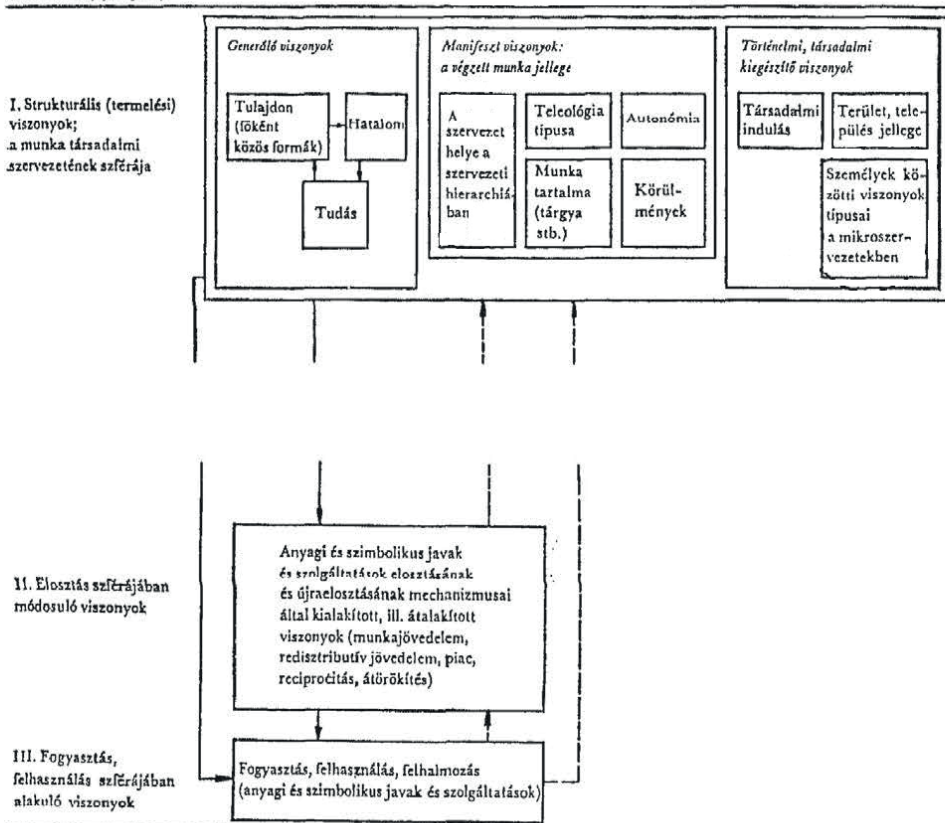 I. Strukturális (termelési)
viszonyok;
a munka társadalmi
szervezetének szférája
Generáló viszonyok
Tulajdon
(főként
közös formák)
Hatalom
Tudás
Manifeszt viszonyok:
a végzett munka jellege
A
szervezet
helye a
szervezeti
hierarchiá-
ban
Teleológia
típusa
Autonómia
Munka
tartalma
(tárgya
stb.)
Körül-
mények
Történelmi, társadalmi
kiegészítő viszonyok
Társadalmi
indulás
Terület, tele-
pülés jellege
Személyek kö-
zötti viszonyok
típusai
a mikroszer-
vezetekben
II. Elosztás szférájában
módosuló viszonyok
Anyagi és szimbolikus javak
és szolgáltatások elosztásának
és újraelosztásának mechanizmusai
által kialakított, ill. átalakított
viszonyok (munkajövedelem,
redisztributív jövedelem, piac,
reciprocitás, átörökítés)
III. Fogyasztás,
felhasználás szférájában
alakuló viszonyok
Fogyasztás, felhasználás, felhalmozás
(anyagi és szimbolikus javak és szolgáltatások)